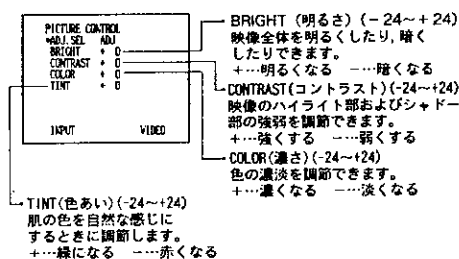 PICTURE CONTROL
*ADJ.SEL ADJ
BRIGHT + 0
CONTRAST + 0
COLOR + 0
TINT + 0
INPUT VIDEO
BRIGHT (明るさ) (-24~+24)
映像全体を明るくしたり,暗く
したりできます。
+…明るくなる -…暗くなる
CONTRAST(コントラスト)(-24~+24)
映像のハイライト部およびシャドー
部の強弱を調節できます。
+…強くする -…弱くする
COLOR(濃さ)(-24~+24)
色の濃淡を調節できます。
+…濃くなる -…淡くなる
TINT(色あい)(-24~+24)
肌の色を自然な感じに
するときに調節します。
+…緑になる -…赤くなる